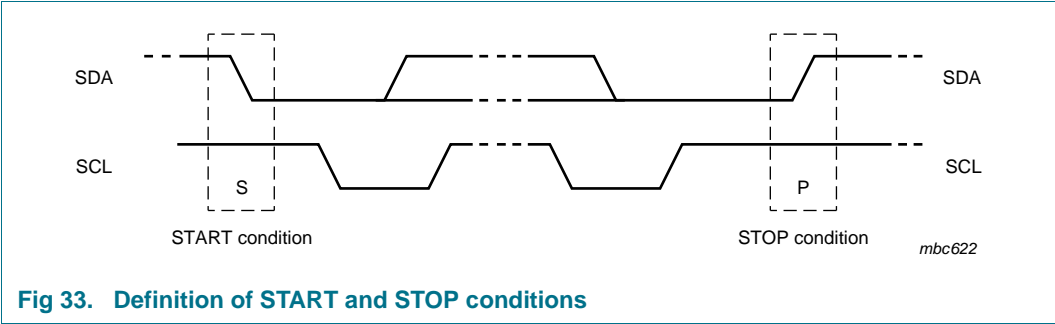 SDA
SDA
SCL
SCL
S
P
START condition
STOP condition
mbc622
Fig 33. Definition of START and STOP conditions